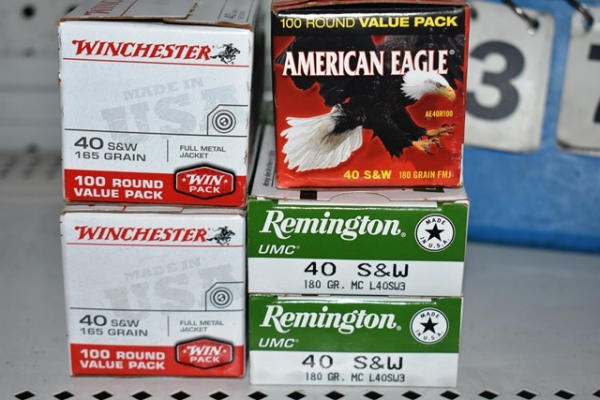 WINCHESTER
MADE IN
USA
40 S&W
165 GRAIN
FULL METAL
JACKET
100 ROUND
VALUE PACK
WIN
PACK
100 ROUND VALUE PACK
AMERICAN EAGLE
AE40R100
40 S&W 180 GRAIN FMJ
3
WINCHESTER
MADE IN
USA
40 S&W
165 GRAIN
FULL METAL
JACKET
100 ROUND
VALUE PACK
WIN
PACK
Remington
UMC
MADE
IN U.S.A.
40 S&W
180 GR. MC L40SW3
Remington
UMC
MADE
IN U.S.A.
40 S&W
180 GR. MC L40SW3